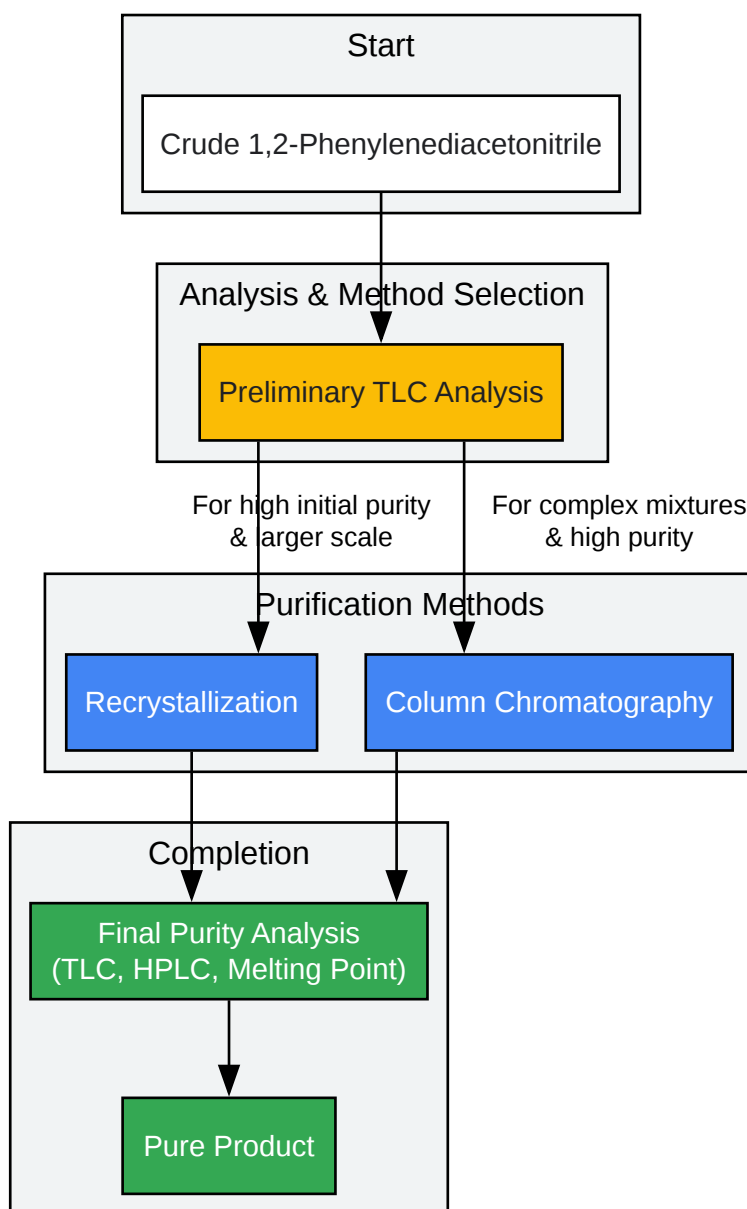 Start
Crude 1,2-Phenylenediacetonitrile
Analysis & Method Selection
Preliminary TLC Analysis
For high initial purity
& larger scale
For complex mixtures
& high purity
Purification Methods
Recrystallization
Column Chromatography
Completion
Final Purity Analysis
(TLC, HPLC, Melting Point)
Pure Product